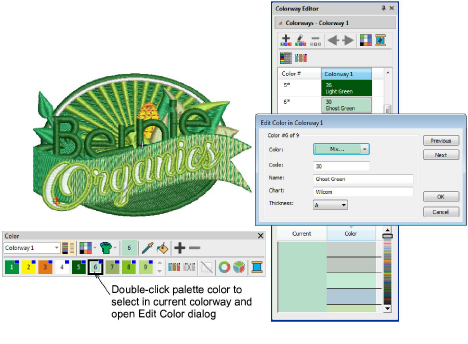 Colorway Editor
Colorways - Colorway 1
Color # Colorway 1
5* 26
Light Green
6* 30
Ghost Green
Bernie
Organics
Edit Color in Colorway 1
Color #6 of 9
Color: Mix...
Code: 30
Name: Ghost Green
Chart: Wilcom
Thickness: A
Previous
Next
OK
Cancel
Current Color
Color
Colorway 1 6
1 2 3 4 5 6 7 8 9
Double-click palette color to
select in current colorway and
open Edit Color dialog